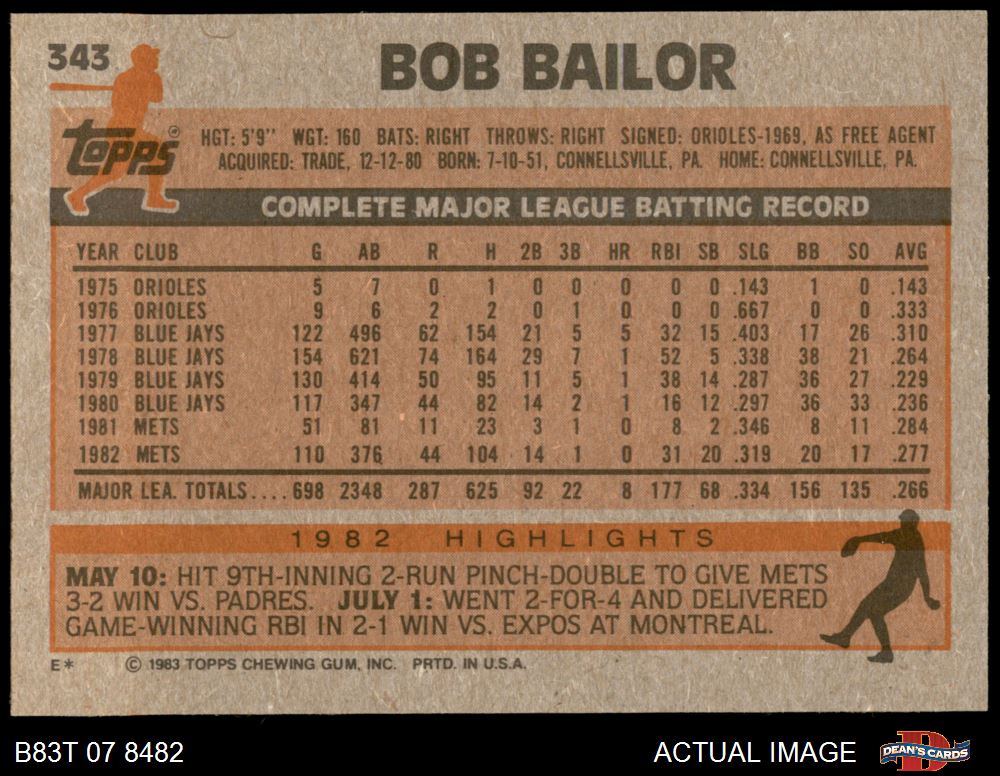 343
BOB BAILOR
Topps®
HGT: 5'9" WGT: 160 BATS: RIGHT THROWS: RIGHT SIGNED: ORIOLES-1969, AS FREE AGENT
ACQUIRED: TRADE, 12-12-80 BORN: 7-10-51, CONNELLSVILLE, PA. HOME: CONNELLSVILLE, PA.
COMPLETE MAJOR LEAGUE BATTING RECORD
YEAR CLUB G AB R H 2B 3B HR RBI SB SLG BB SO AVG
1975 ORIOLES 5 7 0 1 0 0 0 0 0 .143 1 0 .143
1976 ORIOLES 9 6 2 2 0 1 0 0 0 .667 0 0 .333
1977 BLUE JAYS 122 496 62 154 21 5 5 32 15 .403 17 26 .310
1978 BLUE JAYS 154 621 74 164 29 7 1 52 5 .338 38 21 .264
1979 BLUE JAYS 130 414 50 95 11 5 1 38 14 .287 36 27 .229
1980 BLUE JAYS 117 347 44 82 14 2 1 16 12 .297 36 33 .236
1981 METS 51 81 11 23 3 1 0 8 2 .346 8 11 .284
1982 METS 110 376 44 104 14 1 0 31 20 .319 20 17 .277
MAJOR LEA. TOTALS.... 698 2348 287 625 92 22 8 177 68 .334 156 135 .266
1982 HIGHLIGHTS
MAY 10: HIT 9TH-INNING 2-RUN PINCH-DOUBLE TO GIVE METS
3-2 WIN VS. PADRES. JULY 1: WENT 2-FOR-4 AND DELIVERED
GAME-WINNING RBI IN 2-1 WIN VS. EXPOS AT MONTREAL.
E* © 1983 TOPPS CHEWING GUM, INC. PRTD. IN U.S.A.
B83T 07 8482 ACTUAL IMAGE DEAN'S CARDS